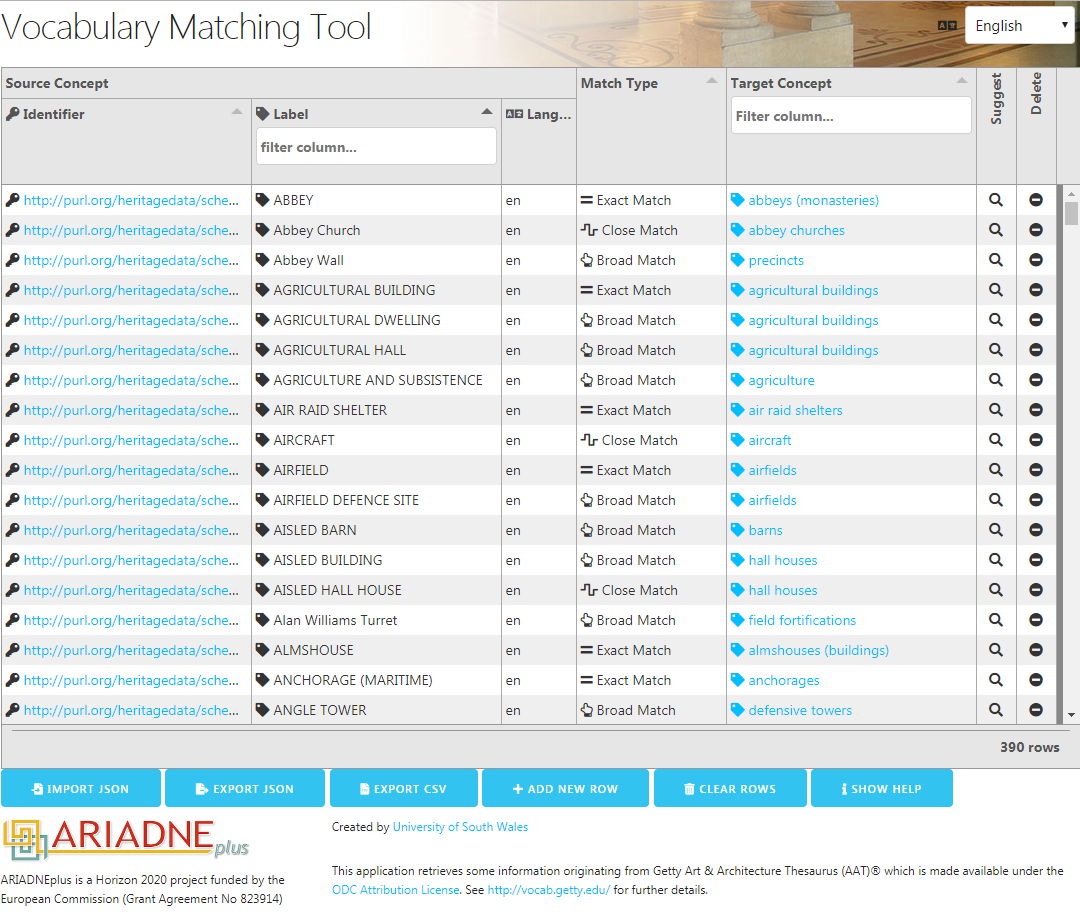 Vocabulary Matching Tool
English
Source Concept
Match Type
Target Concept
Suggest
Delete
Identifier
Label
Lang...
filter column...
Filter column...
http://purl.org/heritagedata/sche... ABBEY en Exact Match abbeys (monasteries)
http://purl.org/heritagedata/sche... Abbey Church en Close Match abbey churches
http://purl.org/heritagedata/sche... Abbey Wall en Broad Match precincts
http://purl.org/heritagedata/sche... AGRICULTURAL BUILDING en Exact Match agricultural buildings
http://purl.org/heritagedata/sche... AGRICULTURAL DWELLING en Broad Match agricultural buildings
http://purl.org/heritagedata/sche... AGRICULTURAL HALL en Broad Match agricultural buildings
http://purl.org/heritagedata/sche... AGRICULTURE AND SUBSISTENCE en Broad Match agriculture
http://purl.org/heritagedata/sche... AIR RAID SHELTER en Exact Match air raid shelters
http://purl.org/heritagedata/sche... AIRCRAFT en Close Match aircraft
http://purl.org/heritagedata/sche... AIRFIELD en Exact Match airfields
http://purl.org/heritagedata/sche... AIRFIELD DEFENCE SITE en Broad Match airfields
http://purl.org/heritagedata/sche... AISLED BARN en Broad Match barns
http://purl.org/heritagedata/sche... AISLED BUILDING en Broad Match hall houses
http://purl.org/heritagedata/sche... AISLED HALL HOUSE en Close Match hall houses
http://purl.org/heritagedata/sche... Alan Williams Turret en Broad Match field fortifications
http://purl.org/heritagedata/sche... ALMSHOUSE en Exact Match almshouses (buildings)
http://purl.org/heritagedata/sche... ANCHORAGE (MARITIME) en Exact Match anchorages
http://purl.org/heritagedata/sche... ANGLE TOWER en Broad Match defensive towers
390 rows
IMPORT JSON EXPORT JSON EXPORT CSV ADD NEW ROW CLEAR ROWS SHOW HELP
ARIADNE plus
ARIADNEplus is a Horizon 2020 project funded by the
European Commission (Grant Agreement No 823914)
Created by University of South Wales
This application retrieves some information originating from Getty Art & Architecture Thesaurus (AAT)® which is made available under the
ODC Attribution License. See http://vocab.getty.edu/ for further details.